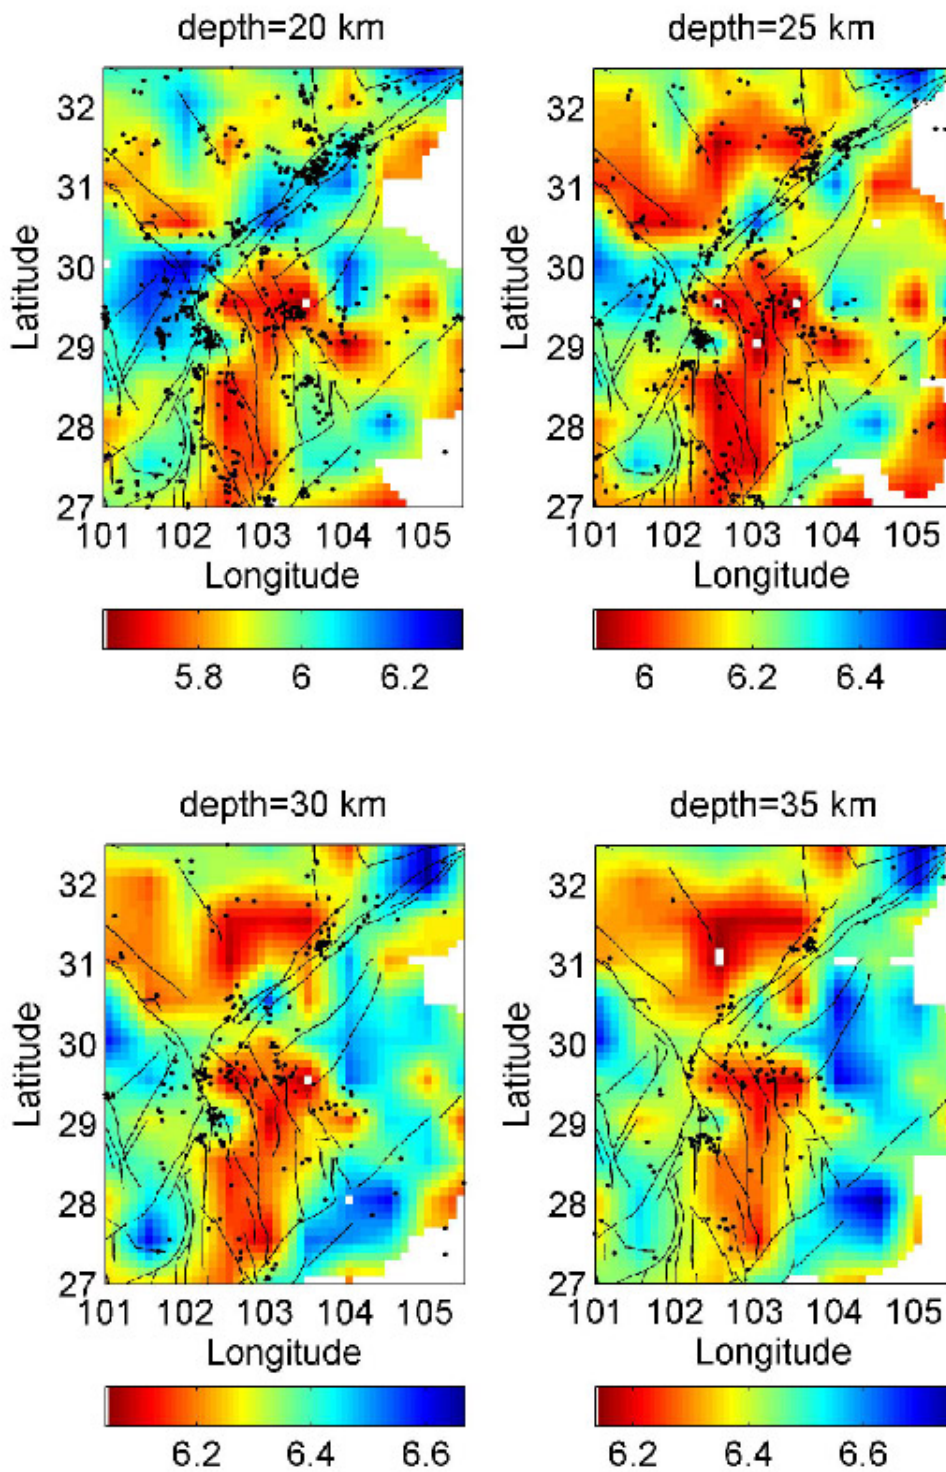 depth=20 km
depth=25 km
32
31
30
29
28
27
Latitude
101 102 103 104 105
Longitude
5.8 6 6.2
32
31
30
29
28
27
Latitude
101 102 103 104 105
Longitude
6 6.2 6.4
depth=30 km
depth=35 km
32
31
30
29
28
27
Latitude
101 102 103 104 105
Longitude
6.2 6.4 6.6
32
31
30
29
28
27
Latitude
101 102 103 104 105
Longitude
6.2 6.4 6.6